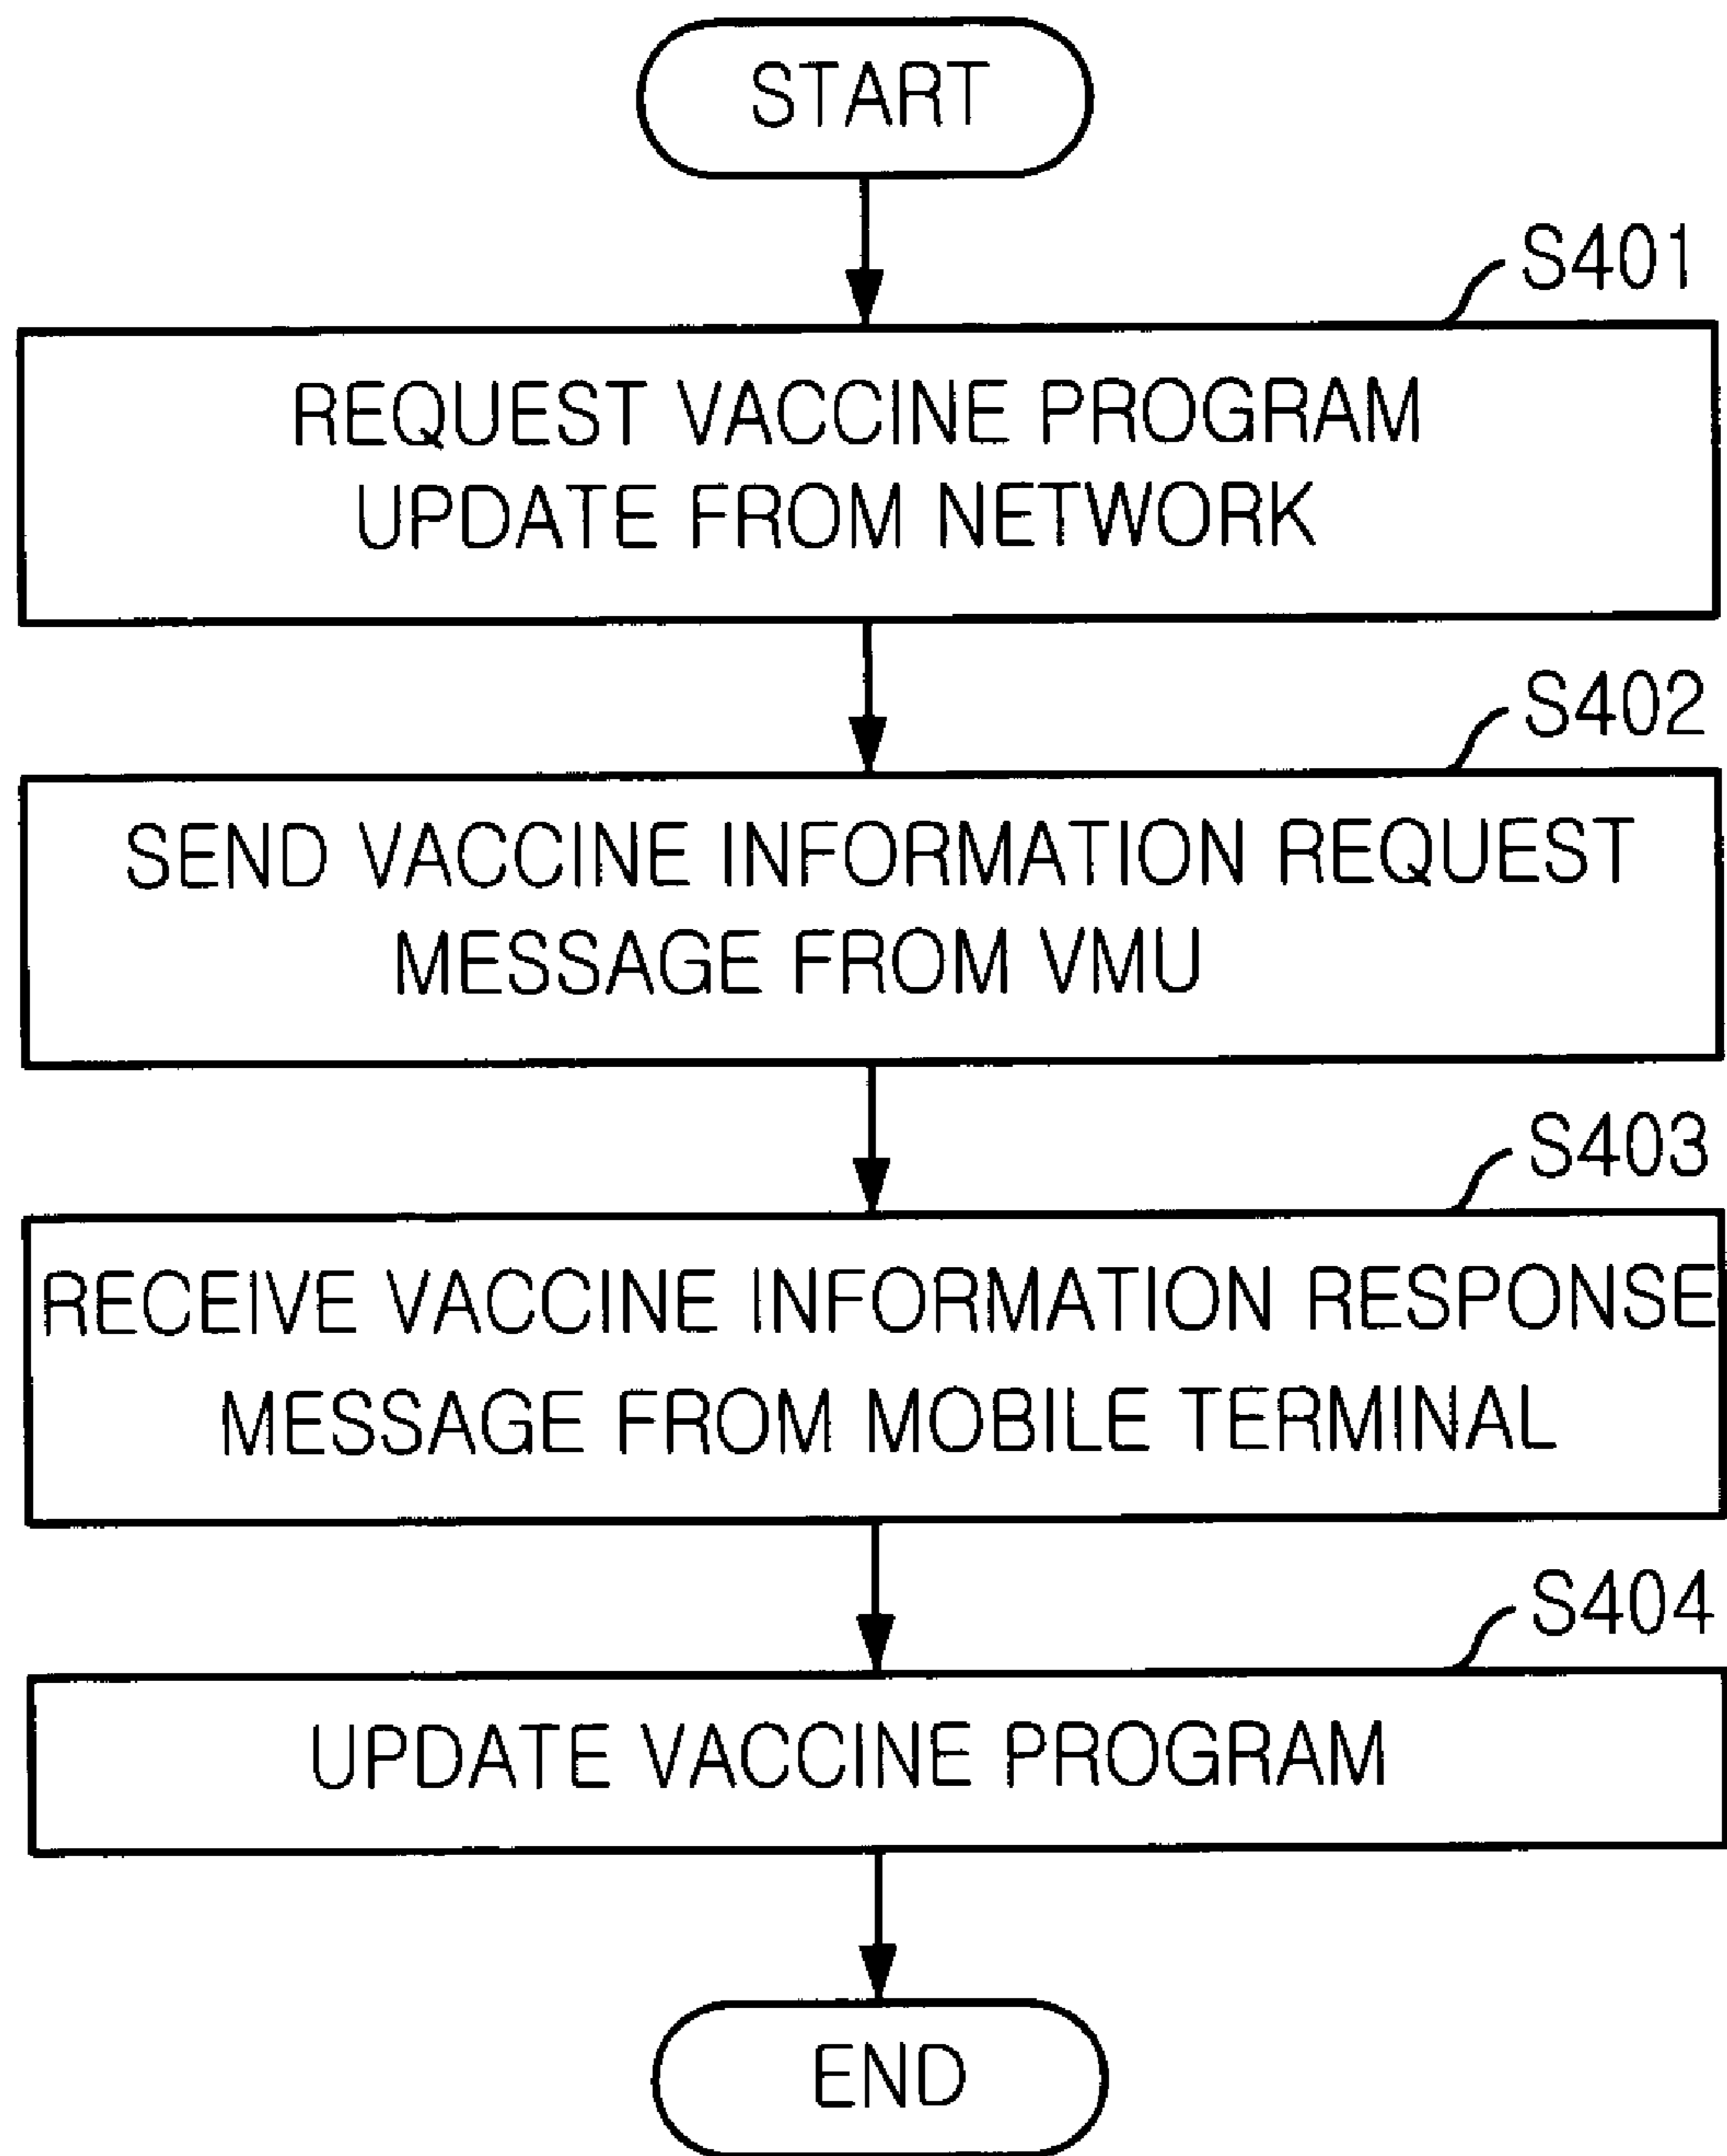 START
S401
REQUEST VACCINE PROGRAM
UPDATE FROM NETWORK
S402
SEND VACCINE INFORMATION REQUEST
MESSAGE FROM VMU
S403
RECEIVE VACCINE INFORMATION RESPONSE
MESSAGE FROM MOBILE TERMINAL
S404
UPDATE VACCINE PROGRAM
END